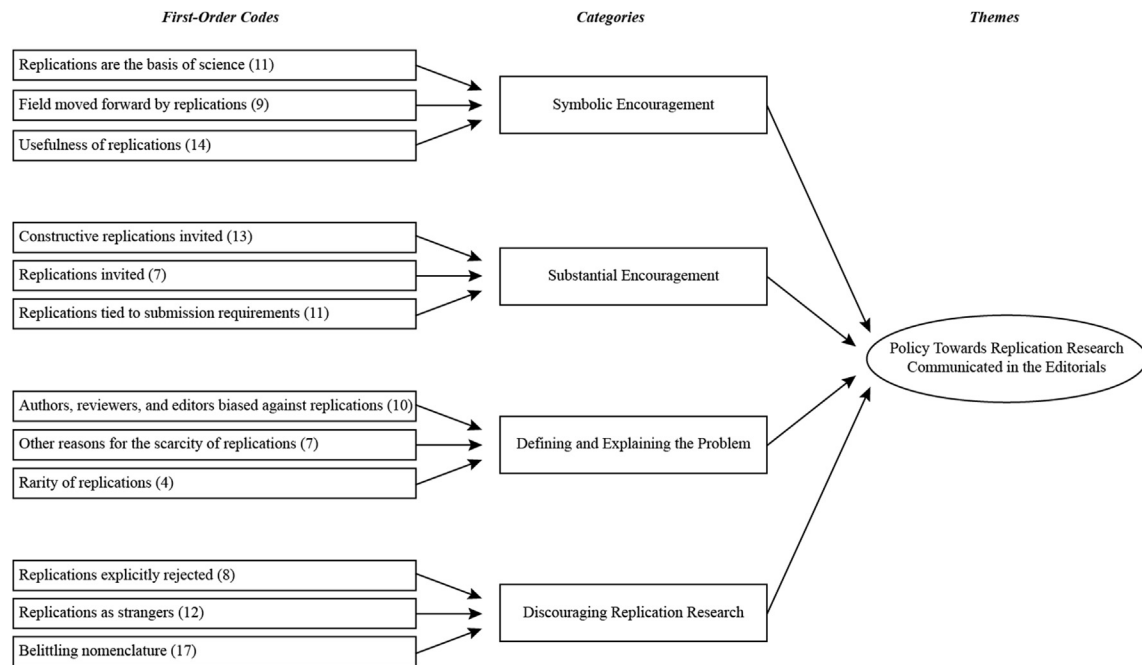 First-Order Codes
Categories
Themes
Replications are the basis of science (11)
Field moved forward by replications (9)
Usefulness of replications (14)
Symbolic Encouragement
Constructive replications invited (13)
Replications invited (7)
Replications tied to submission requirements (11)
Substantial Encouragement
Authors, reviewers, and editors biased against replications (10)
Other reasons for the scarcity of replications (7)
Rarity of replications (4)
Defining and Explaining the Problem
Replications explicitly rejected (8)
Replications as strangers (12)
Belittling nomenclature (17)
Discouraging Replication Research
Policy Towards Replication Research
Communicated in the Editorials